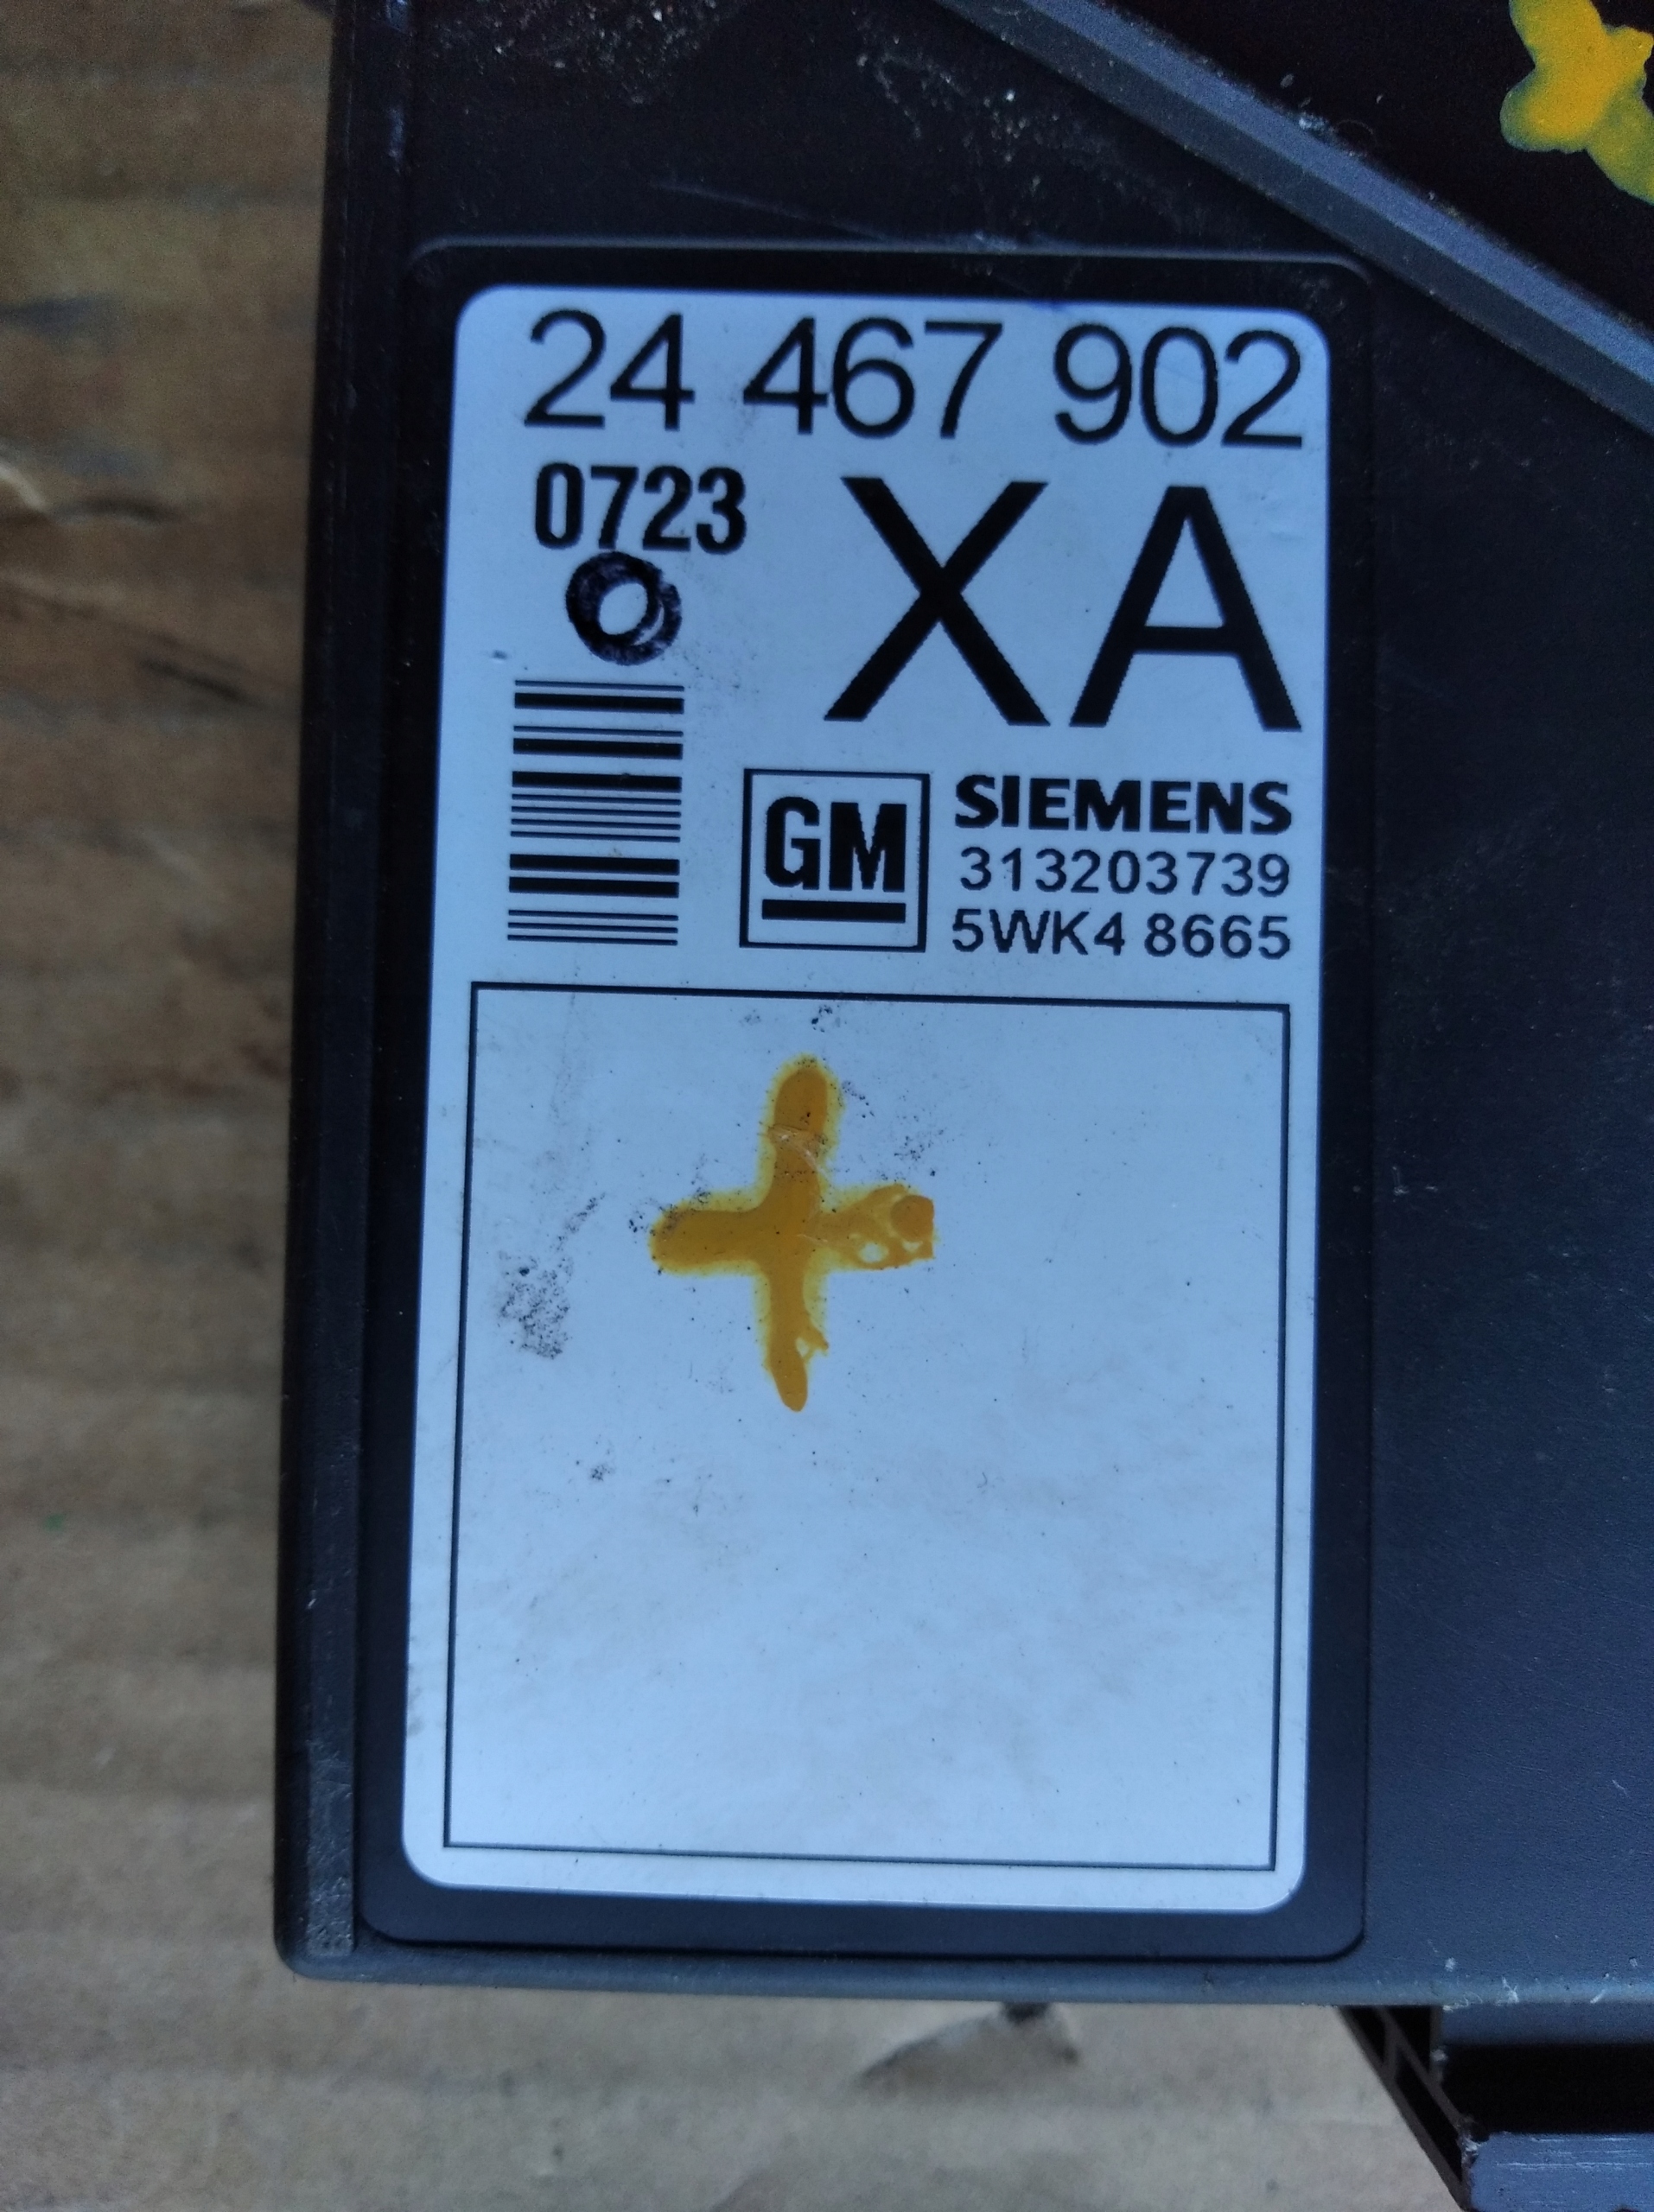 24 467 902
0723
XA
GM
SIEMENS
313203739
5WK4 8665